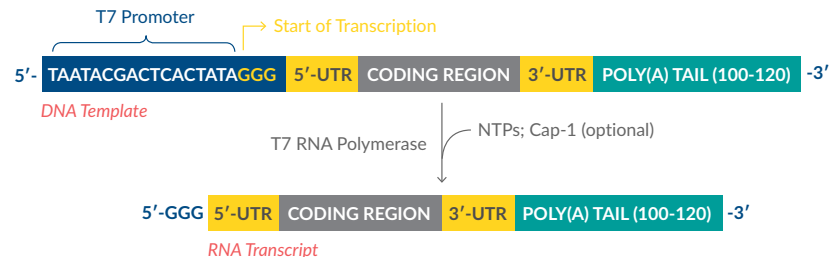 T7 Promoter
Start of Transcription
5′- TAATACGACTCACTATAGGG 5′-UTR CODING REGION 3′-UTR POLY(A) TAIL (100-120) -3′
DNA Template
T7 RNA Polymerase
NTPs; Cap-1 (optional)
5′-GGG 5′-UTR CODING REGION 3′-UTR POLY(A) TAIL (100-120) -3′
RNA Transcript